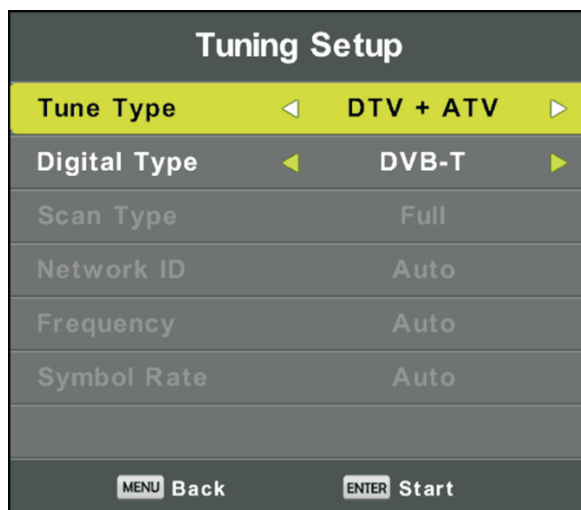 Tuning Setup
Tune Type DTV + ATV
Digital Type DVB-T
Scan Type Full
Network ID Auto
Frequency Auto
Symbol Rate Auto
MENU Back ENTER Start